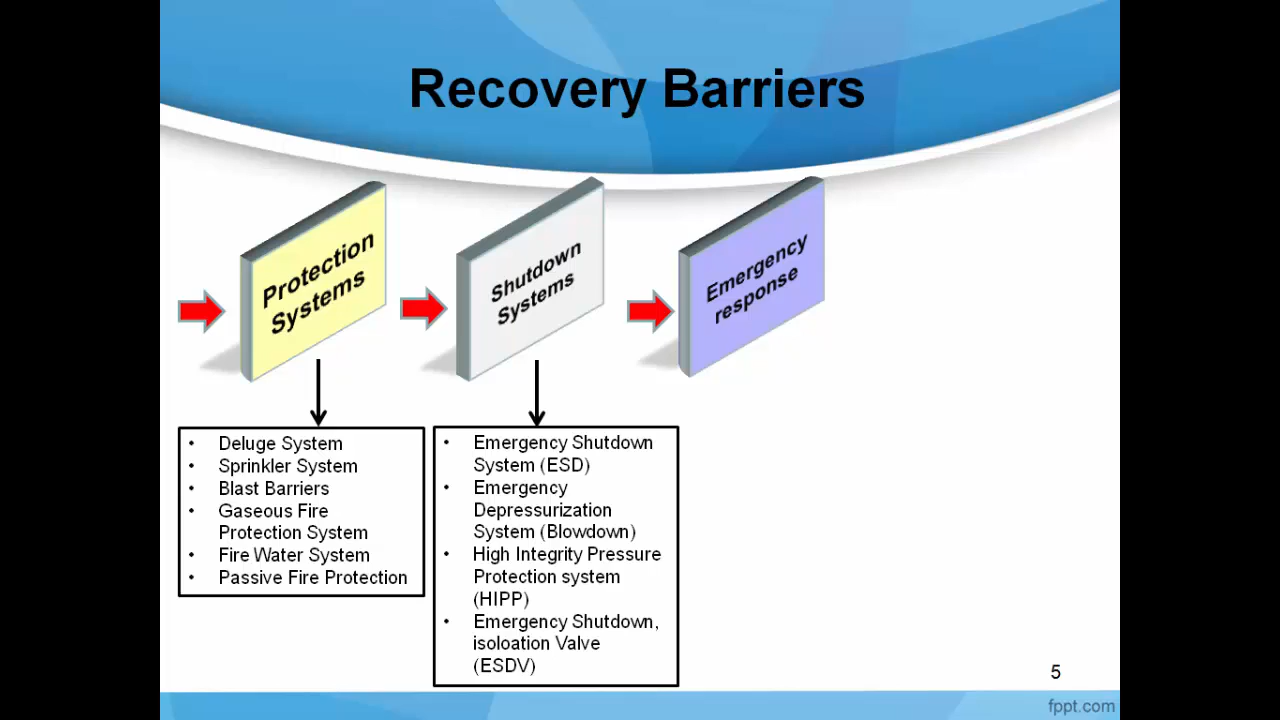 Recovery Barriers
Protection
Systems
Shutdown
Systems
Emergency
response
• Deluge System
• Sprinkler System
• Blast Barriers
• Gaseous Fire
Protection System
• Fire Water System
• Passive Fire Protection
• Emergency Shutdown
System (ESD)
• Emergency
Depressurization
System (Blowdown)
• High Integrity Pressure
Protection system
(HIPP)
• Emergency Shutdown,
isoloation Valve
(ESDV)
5
fppt.com